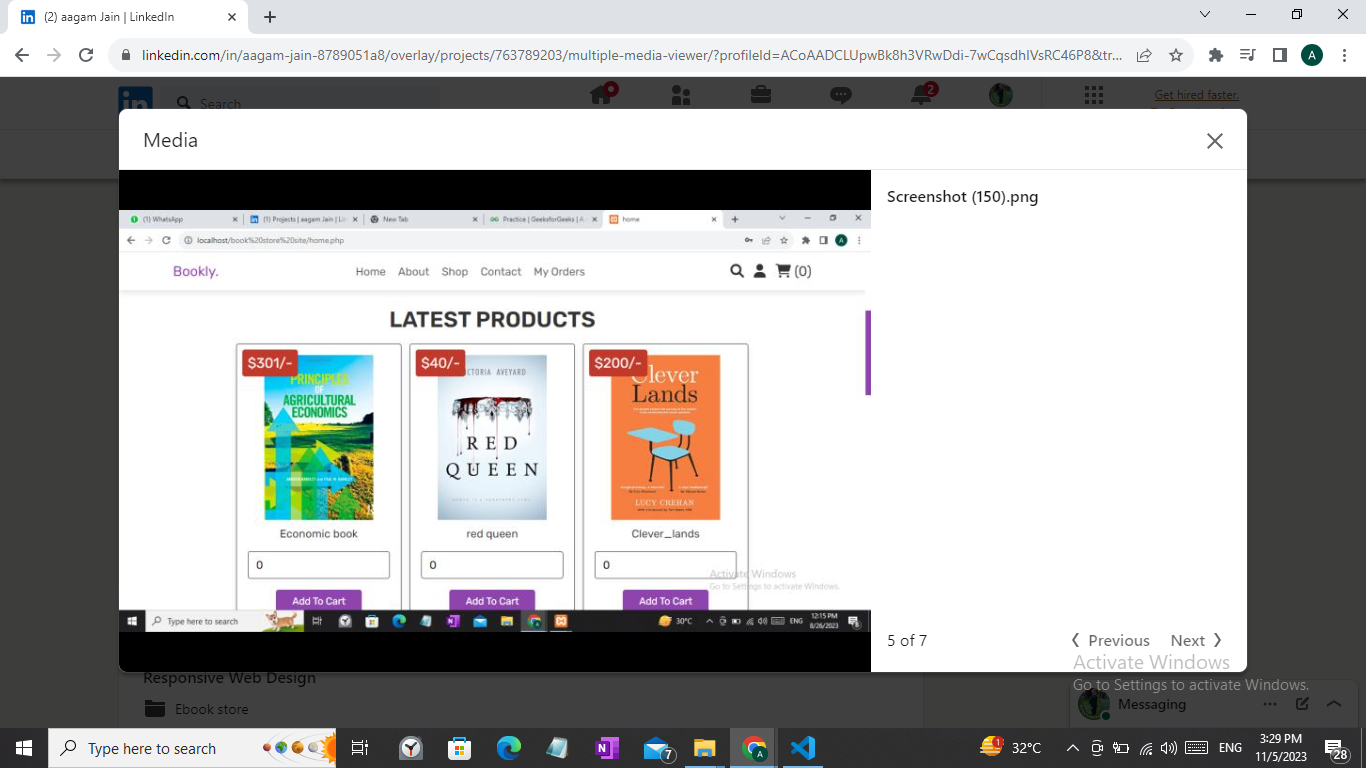 (2) aagam Jain | LinkedIn
linkedin.com/in/aagam-jain-8789051a8/overlay/projects/763789203/multiple-media-viewer/?profileId=ACoAADCLUpwBk8h3VRwDdi-7wCqsdhIVsRC46P8&tr...
A
Search
2
Get hired faster.
Media
Screenshot (150).png
(1) WhatsApp
(1) Projects | aagam Jain | Lin
New Tab
Practice | GeeksforGeeks | A
home
localhost/book%20store%20site/home.php
A
Bookly.
Home About Shop Contact My Orders
(0)
LATEST PRODUCTS
$301/- $40/- $200/-
PRINCIPLES
OF
AGRICULTURAL
ECONOMICS
VICTORIA AVEYARD
RED
QUEEN
Clever
Lands
LUCY CREHAN
Economic book red queen Clever_lands
0 0 0
Add To Cart Add To Cart Add To Cart
Activate Windows
Go to Settings to activate Windows.
Type here to search
30°C
ENG
12:15 PM
8/26/2023
5 of 7
Previous Next
Activate Windows
Go to Settings to activate Windows.
Responsive Web Design
Ebook store
Messaging
Type here to search
7
A
1
32°C
ENG
3:29 PM
11/5/2023
28